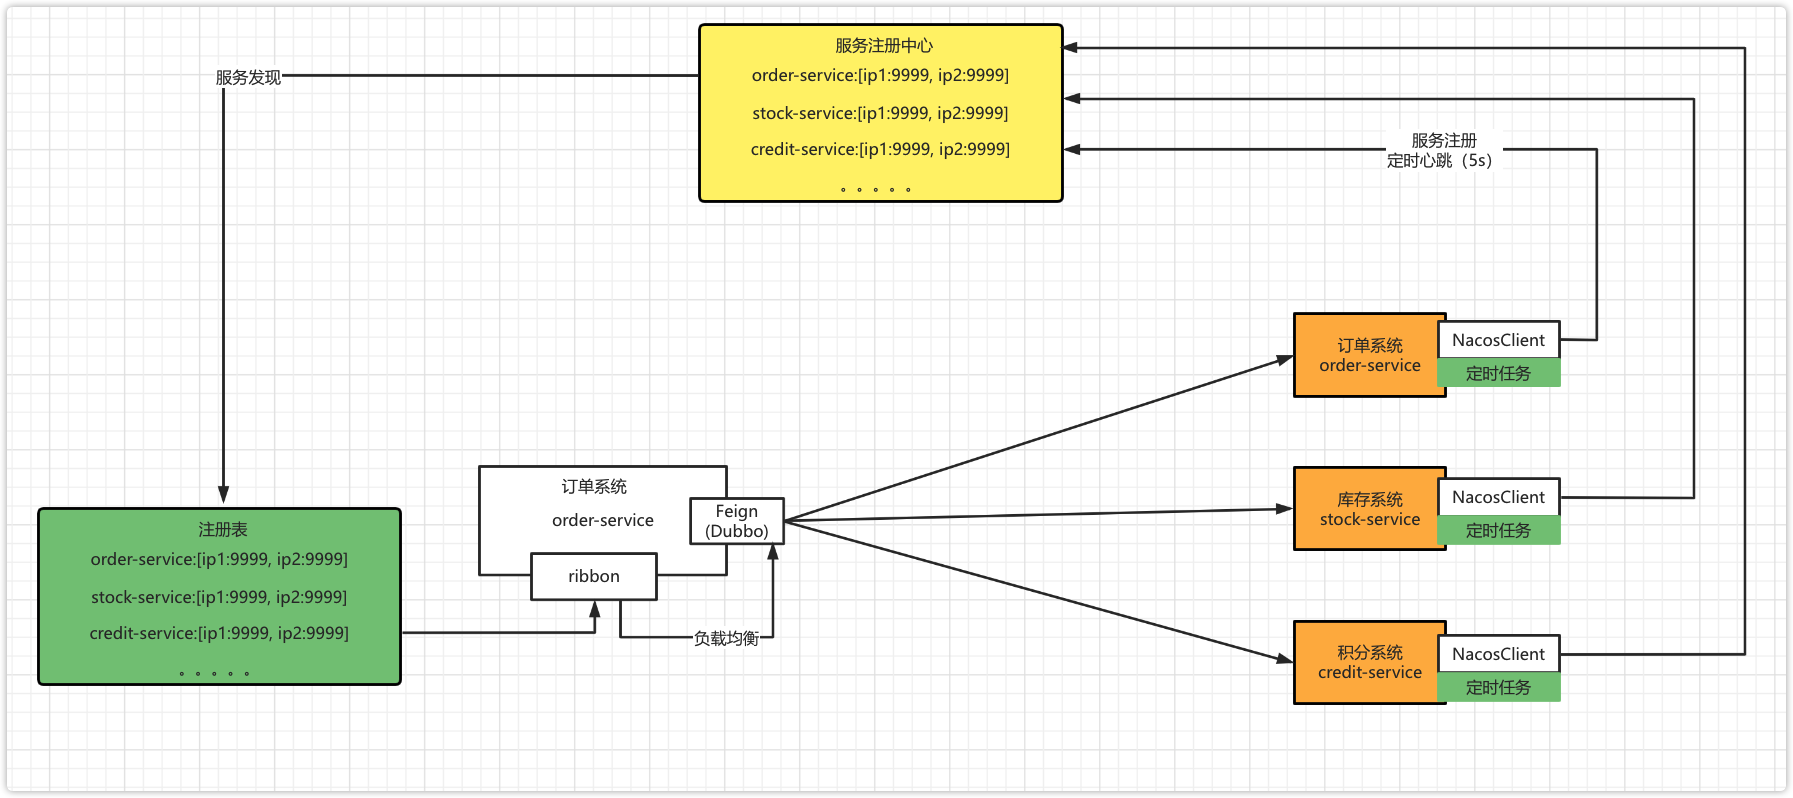 服务注册中心
order-service:[ip1:9999, ip2:9999]
stock-service:[ip1:9999, ip2:9999]
credit-service:[ip1:9999, ip2:9999]
。。。。。
服务发现
服务注册
定时心跳（5s）
订单系统
order-service
NacosClient
定时任务
库存系统
stock-service
NacosClient
定时任务
积分系统
credit-service
NacosClient
定时任务
订单系统
order-service
Feign
(Dubbo)
ribbon
负载均衡
注册表
order-service:[ip1:9999, ip2:9999]
stock-service:[ip1:9999, ip2:9999]
credit-service:[ip1:9999, ip2:9999]
。。。。。